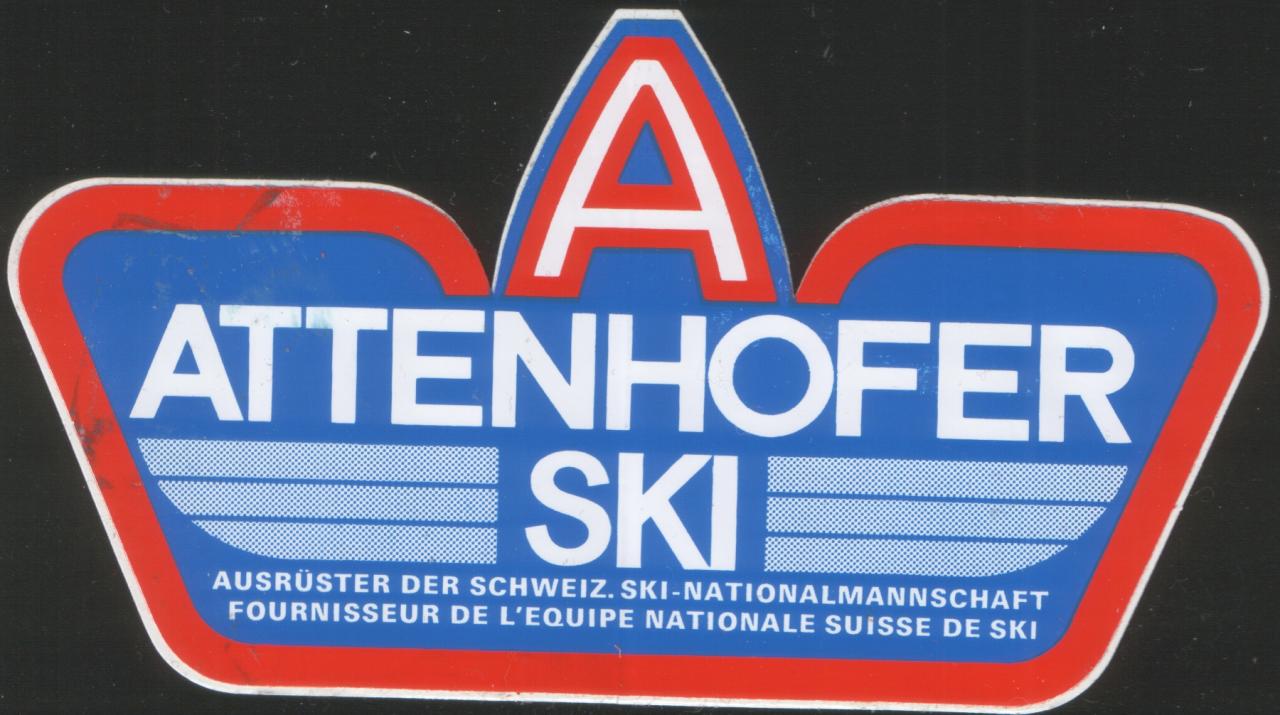 A
ATTENHOFER
SKI
AUSRÜSTER DER SCHWEIZ. SKI-NATIONALMANNSCHAFT
FOURNISSEUR DE L'EQUIPE NATIONALE SUISSE DE SKI